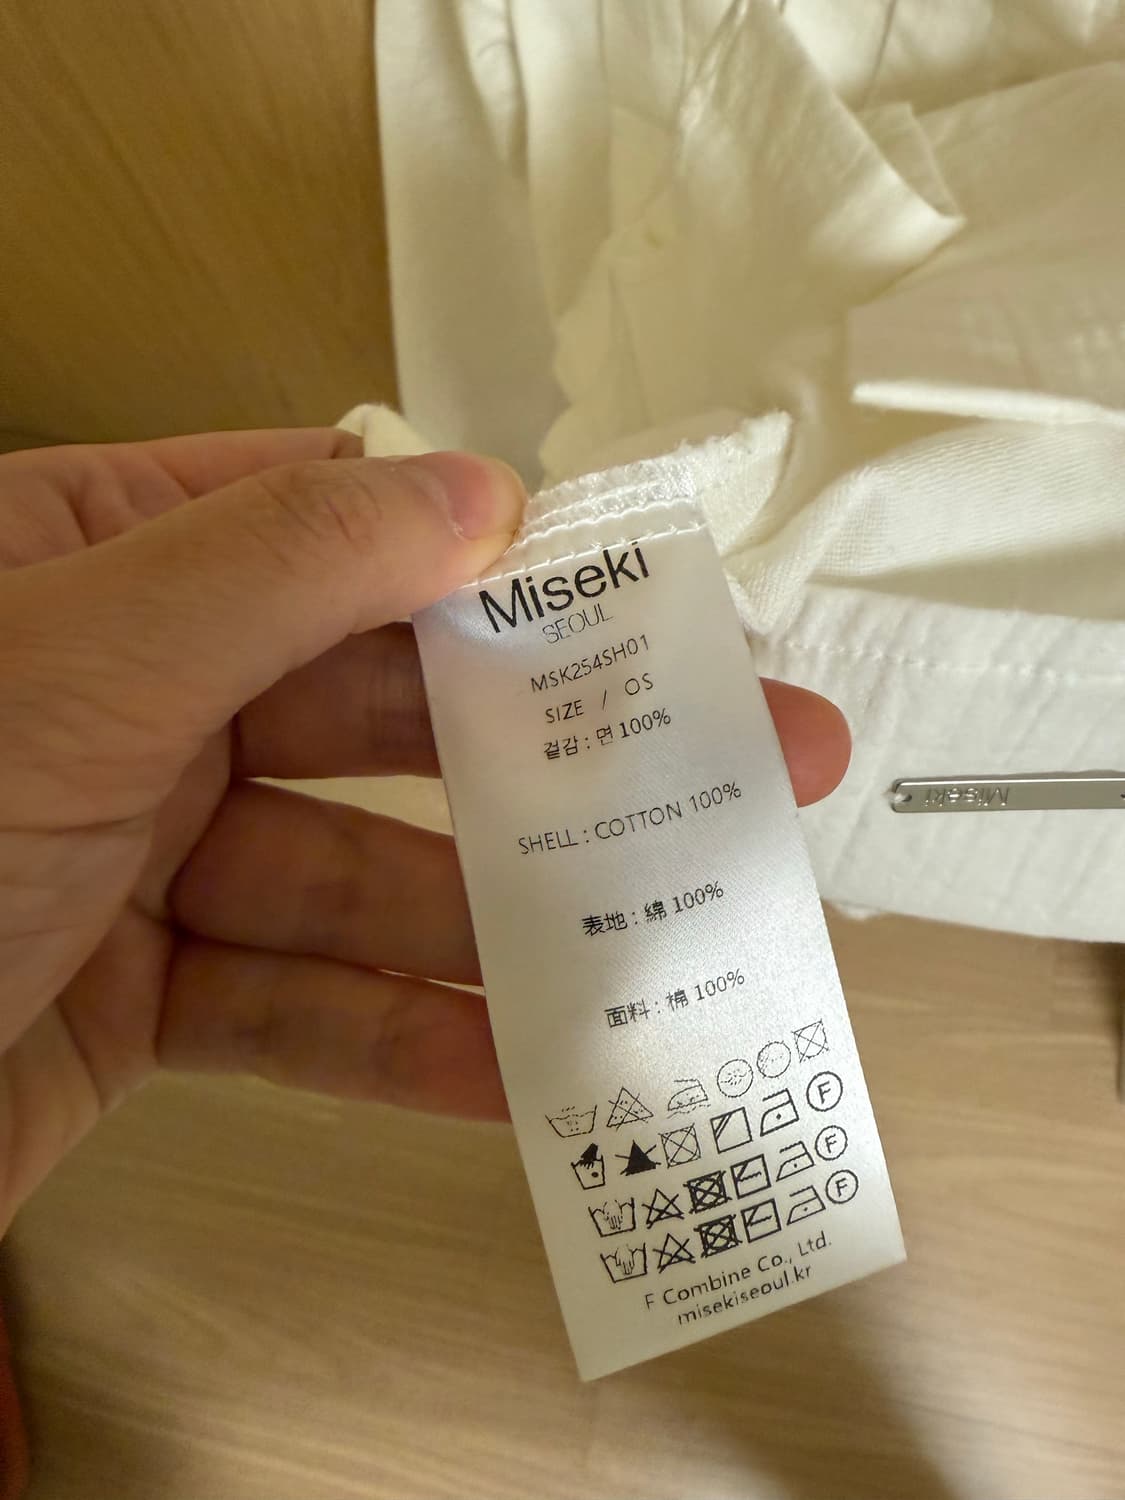 Miseki
SEOUL
MSK254SH01
SIZE / OS
겉감 : 면 100%
SHELL : COTTON 100%
表地 : 綿 100%
面料 : 棉 100%
F
F
F
F Combine Co., Ltd.
misekiseoul.kr
Miseki